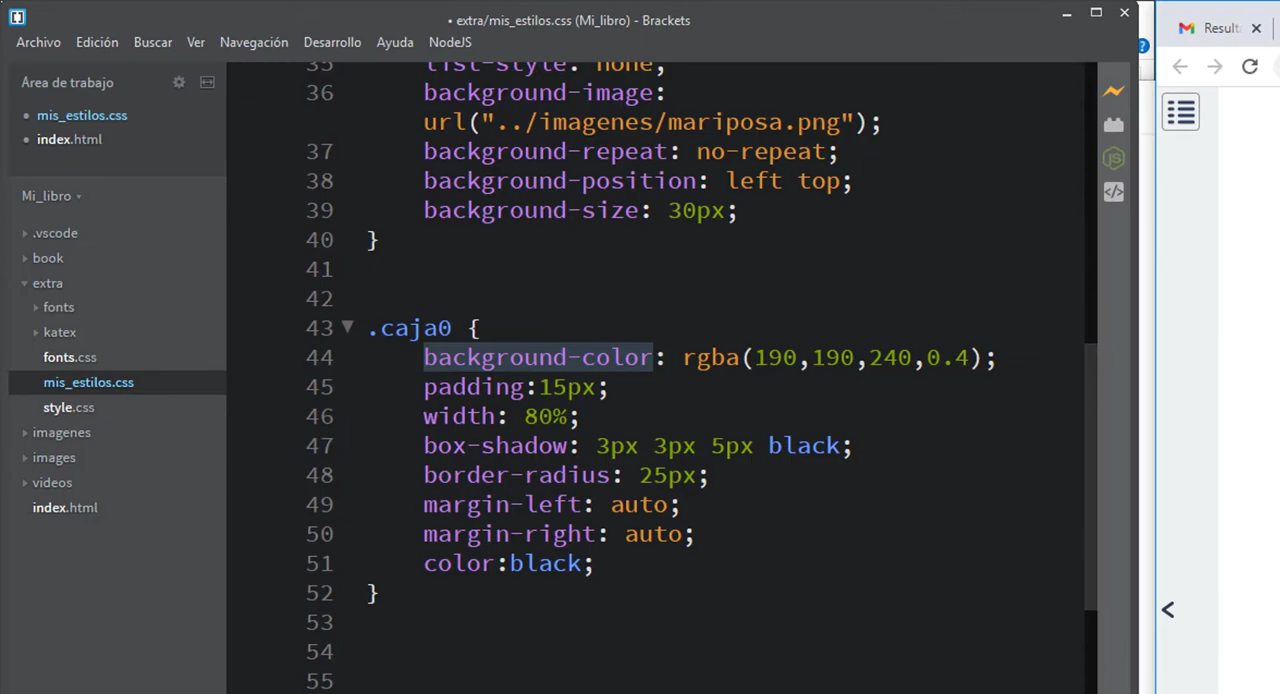 • extra/mis_estilos.css (Mi_libro) - Brackets
Archivo Edición Buscar Ver Navegación Desarrollo Ayuda NodeJS
Área de trabajo
mis_estilos.css
index.html
Mi_libro
.vscode
book
extra
fonts
katex
fonts.css
mis_estilos.css
style.css
imagenes
images
videos
index.html
35 list-style: none;
36 background-image:
url("../imagenes/mariposa.png");
37 background-repeat: no-repeat;
38 background-position: left top;
39 background-size: 30px;
40 }
41
42
43 .caja0 {
44 background-color: rgba(190,190,240,0.4);
45 padding:15px;
46 width: 80%;
47 box-shadow: 3px 3px 5px black;
48 border-radius: 25px;
49 margin-left: auto;
50 margin-right: auto;
51 color:black;
52 }
53
54
55
JS
</>
?
Result